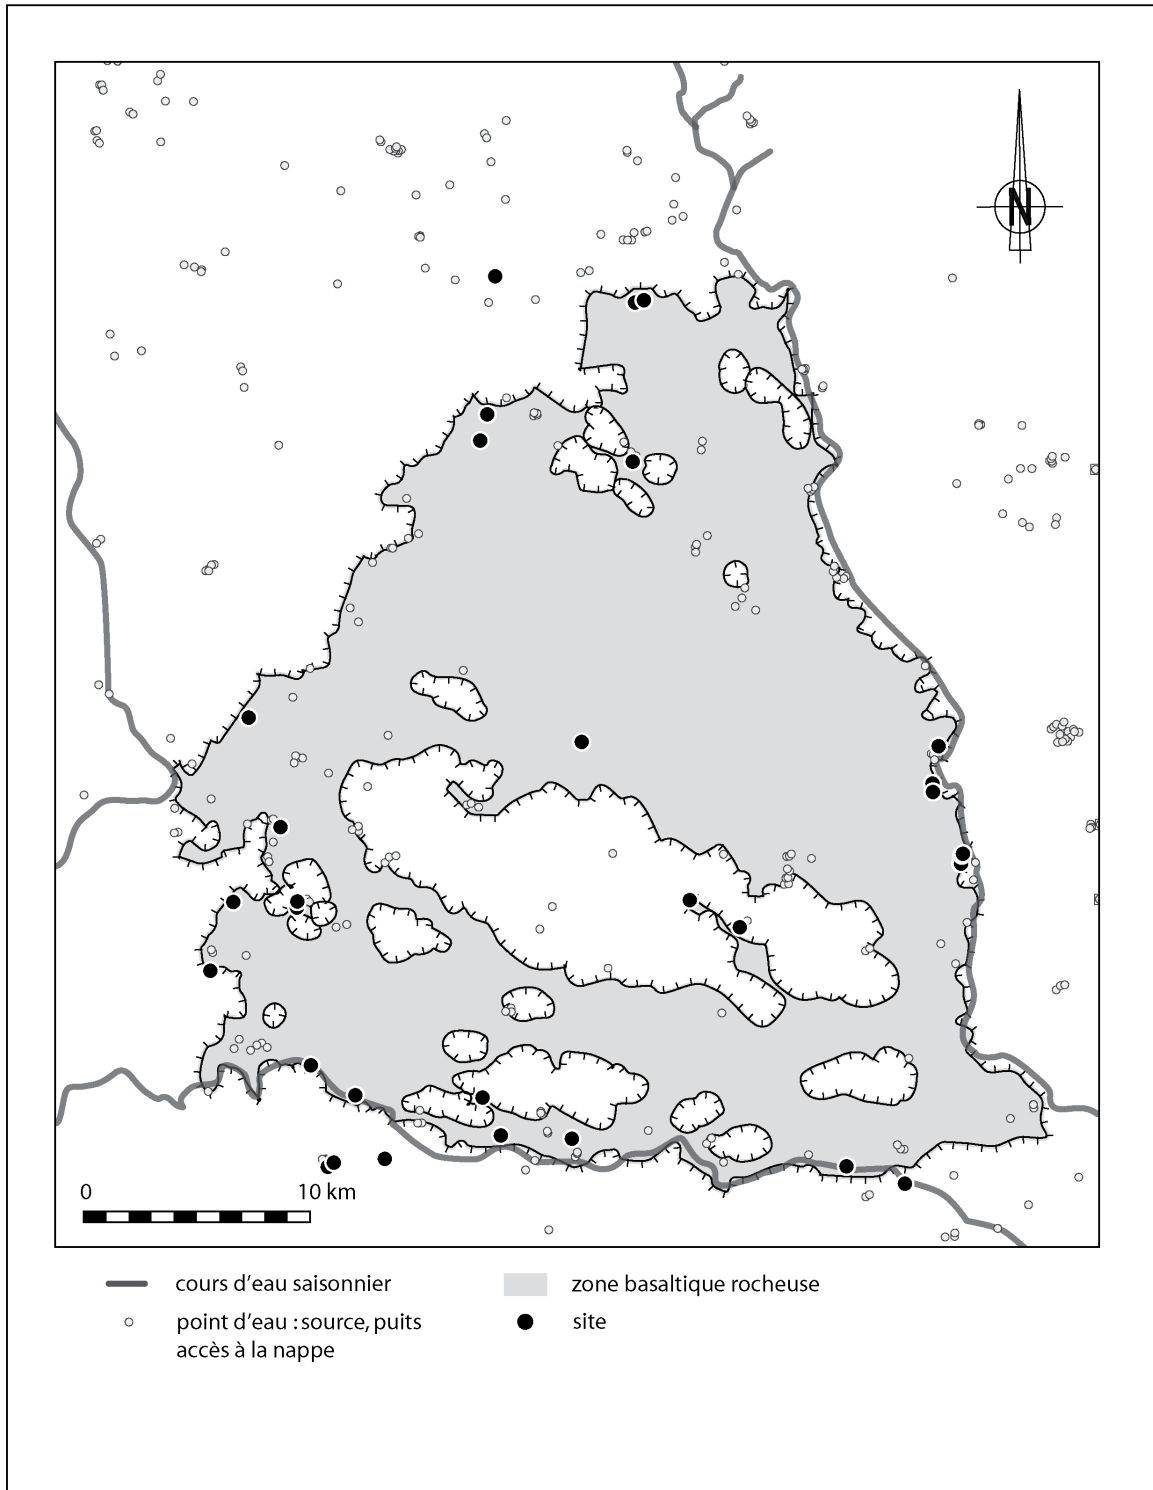 N
0 10 km
cours d'eau saisonnier
zone basaltique rocheuse
point d'eau : source, puits
accès à la nappe
site